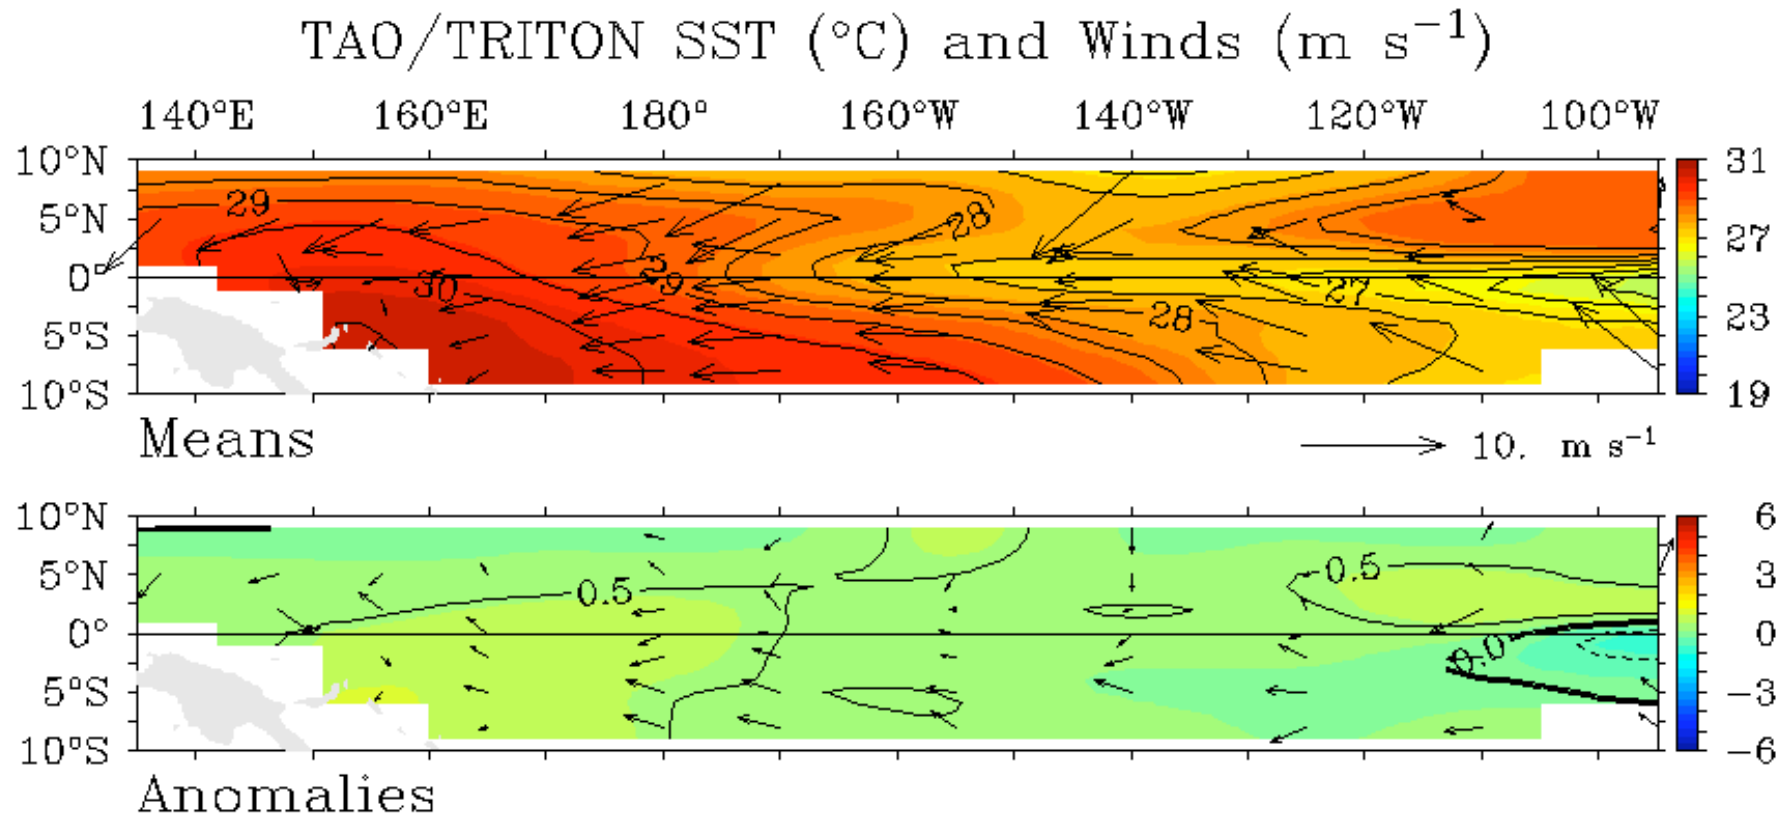 TAO/TRITON SST (°C) and Winds (m s⁻¹)
140°E 160°E 180° 160°W 140°W 120°W 100°W
10°N
5°N
0°
5°S
10°S
29
28
29
30
27
28
31
27
23
19
Means
10. m s⁻¹
10°N
5°N
0°
5°S
10°S
0.5
0.5
0.0
6
3
0
-3
-6
Anomalies